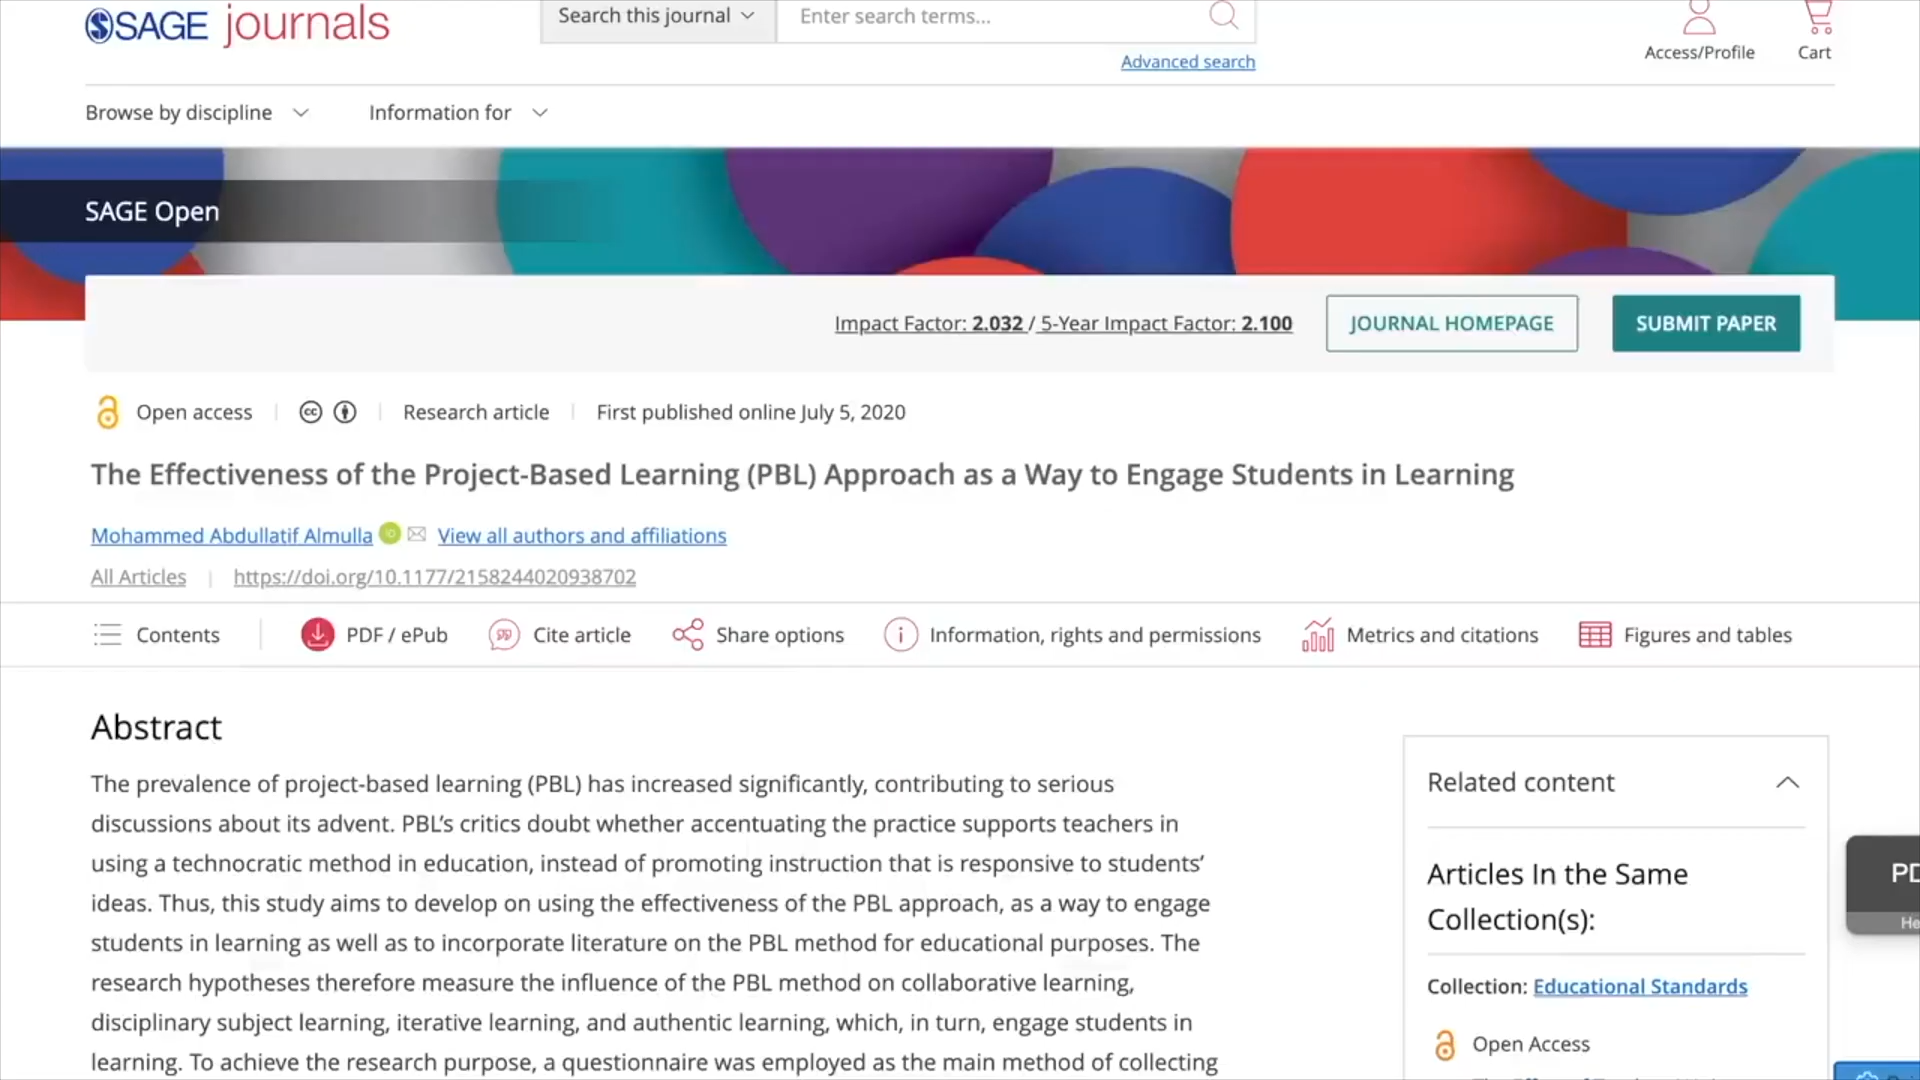 SAGE journals
Search this journal
Enter search terms...
Access/Profile
Cart
Advanced search
Browse by discipline
Information for
SAGE Open
Impact Factor: 2.032 / 5-Year Impact Factor: 2.100
JOURNAL HOMEPAGE
SUBMIT PAPER
Open access
cc
Research article
First published online July 5, 2020
The Effectiveness of the Project-Based Learning (PBL) Approach as a Way to Engage Students in Learning
Mohammed Abdullatif Almulla iD View all authors and affiliations
All Articles
https://doi.org/10.1177/2158244020938702
Contents
PDF / ePub
Cite article
Share options
Information, rights and permissions
Metrics and citations
Figures and tables
Abstract
The prevalence of project-based learning (PBL) has increased significantly, contributing to serious
discussions about its advent. PBL’s critics doubt whether accentuating the practice supports teachers in
using a technocratic method in education, instead of promoting instruction that is responsive to students’
ideas. Thus, this study aims to develop on using the effectiveness of the PBL approach, as a way to engage
students in learning as well as to incorporate literature on the PBL method for educational purposes. The
research hypotheses therefore measure the influence of the PBL method on collaborative learning,
disciplinary subject learning, iterative learning, and authentic learning, which, in turn, engage students in
learning. To achieve the research purpose, a questionnaire was employed as the main method of collecting
Related content
Articles In the Same
Collection(s):
Collection: Educational Standards
Open Access
PD
He